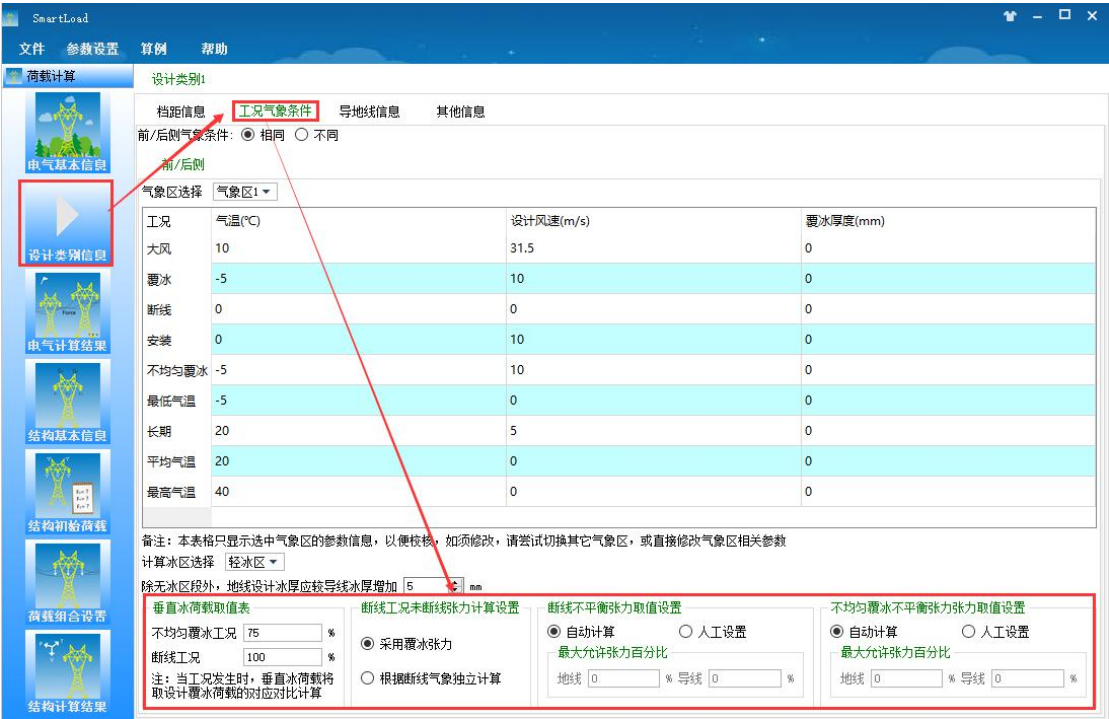 SmartLoad
文件 参数设置 算例 帮助
荷载计算
电气基本信息
设计类别信息
Force
电气计算结果
结构基本信息
结构初始荷载
荷载组合设置
结构计算结果
设计类别1
档距信息 工况气象条件 导地线信息 其他信息
前/后侧气象条件: 相同 不同
前/后侧
气象区选择 气象区1
工况 气温(℃) 设计风速(m/s) 覆冰厚度(mm)
大风 10 31.5 0
覆冰 -5 10 0
断线 0 0 0
安装 0 10 0
不均匀覆冰 -5 10 0
最低气温 -5 0 0
长期 20 5 0
平均气温 20 0 0
最高气温 40 0 0
备注：本表格只显示选中气象区的参数信息，以便校核，如须修改，请尝试切换其它气象区，或直接修改气象区相关参数
计算冰区选择 轻冰区
除无冰区段外，地线设计冰厚应较导线冰厚增加 5 mm
垂直冰荷载取值表
不均匀覆冰工况 75 %
断线工况 100 %
注：当工况发生时，垂直冰荷载将
取设计覆冰荷载的对应对比计算
断线工况未断线张力计算设置
采用覆冰张力
根据断线气象独立计算
断线不平衡张力取值设置
自动计算 人工设置
最大允许张力百分比
地线 0 % 导线 0 %
不均匀覆冰不平衡张力张力取值设置
自动计算 人工设置
最大允许张力百分比
地线 0 % 导线 0 %